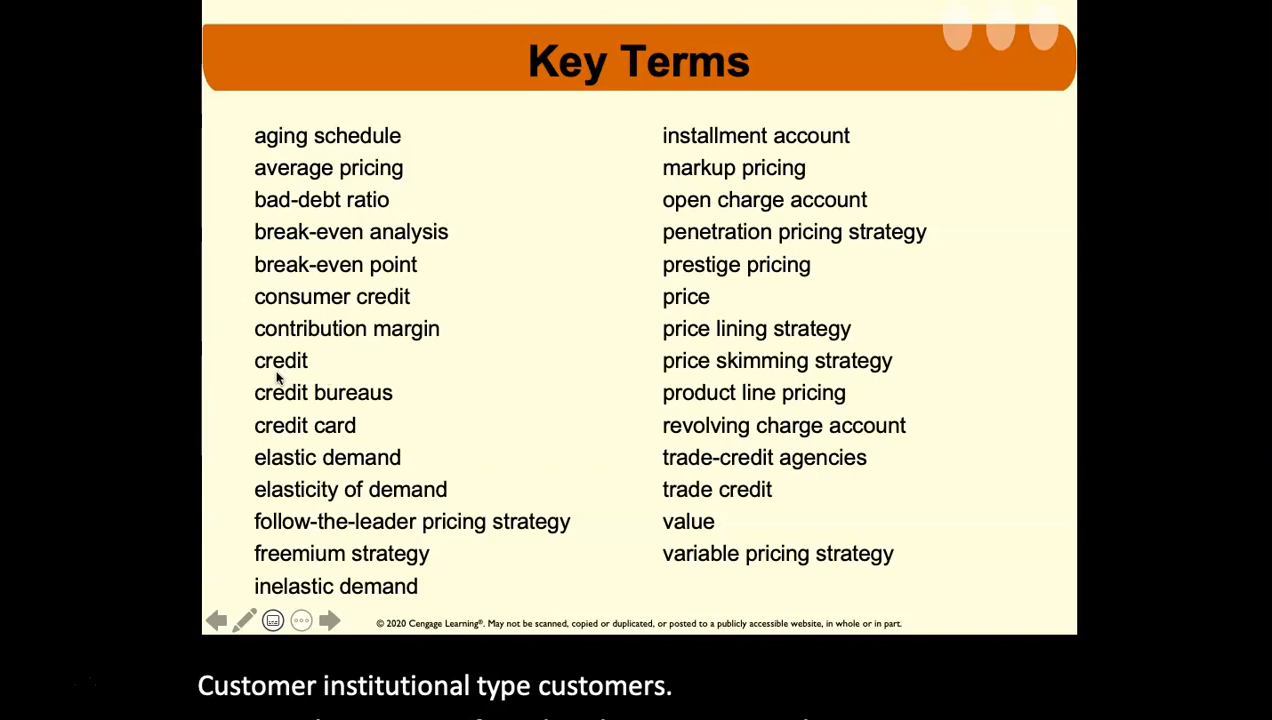 Key Terms
aging schedule
average pricing
bad-debt ratio
break-even analysis
break-even point
consumer credit
contribution margin
credit
credit bureaus
credit card
elastic demand
elasticity of demand
follow-the-leader pricing strategy
freemium strategy
inelastic demand
installment account
markup pricing
open charge account
penetration pricing strategy
prestige pricing
price
price lining strategy
price skimming strategy
product line pricing
revolving charge account
trade-credit agencies
trade credit
value
variable pricing strategy
© 2020 Cengage Learning®. May not be scanned, copied or duplicated, or posted to a publicly accessible website, in whole or in part.
Customer institutional type customers.